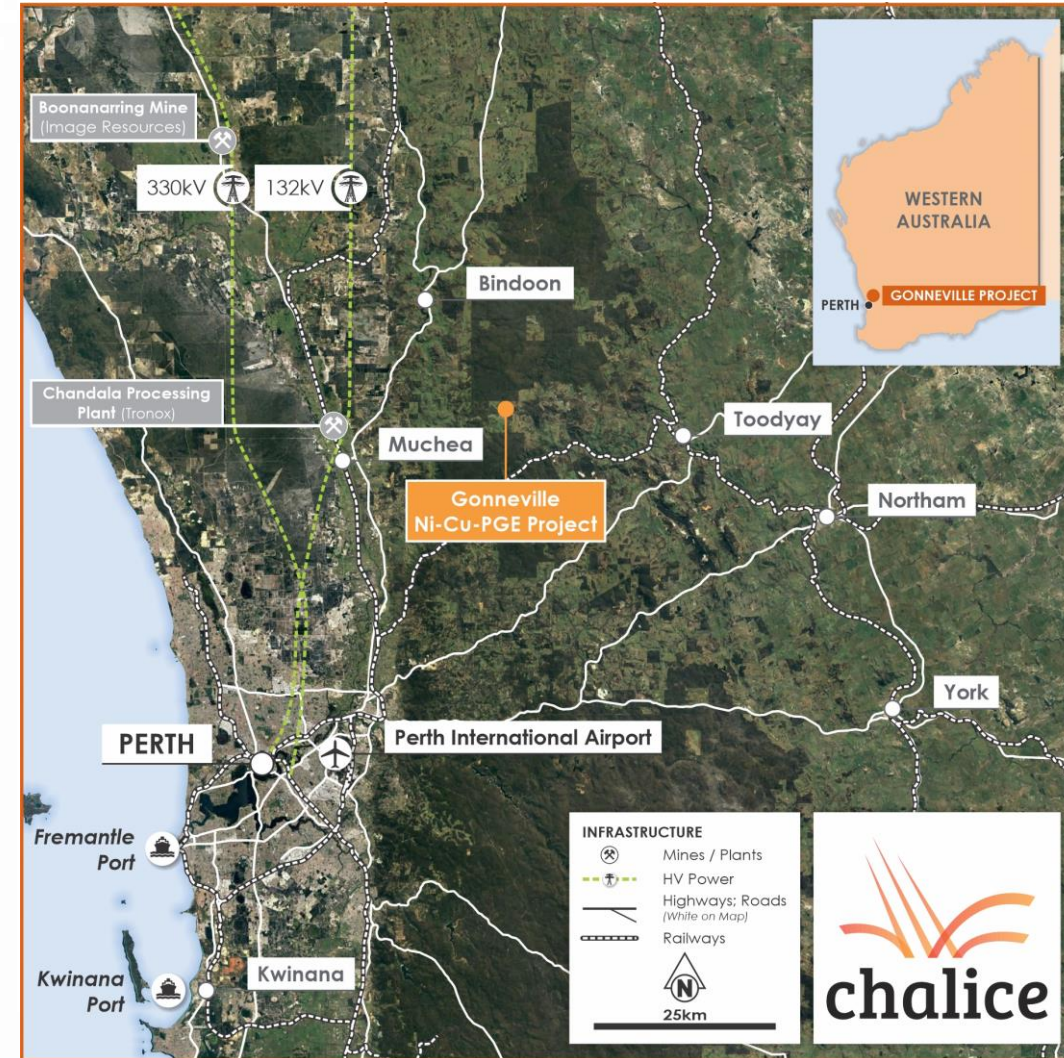 Boonanarring Mine
(Image Resources)
330kV
132kV
WESTERN
AUSTRALIA
PERTH
GONNEVILLE PROJECT
Bindoon
Chandala Processing
Plant (Tronox)
Muchea
Toodyay
Gonneville
Ni-Cu-PGE Project
Northam
York
PERTH
Perth International Airport
Fremantle
Port
Kwinana
Port
Kwinana
INFRASTRUCTURE
Mines / Plants
HV Power
Highways; Roads
(White on Map)
Railways
N
25km
chalice